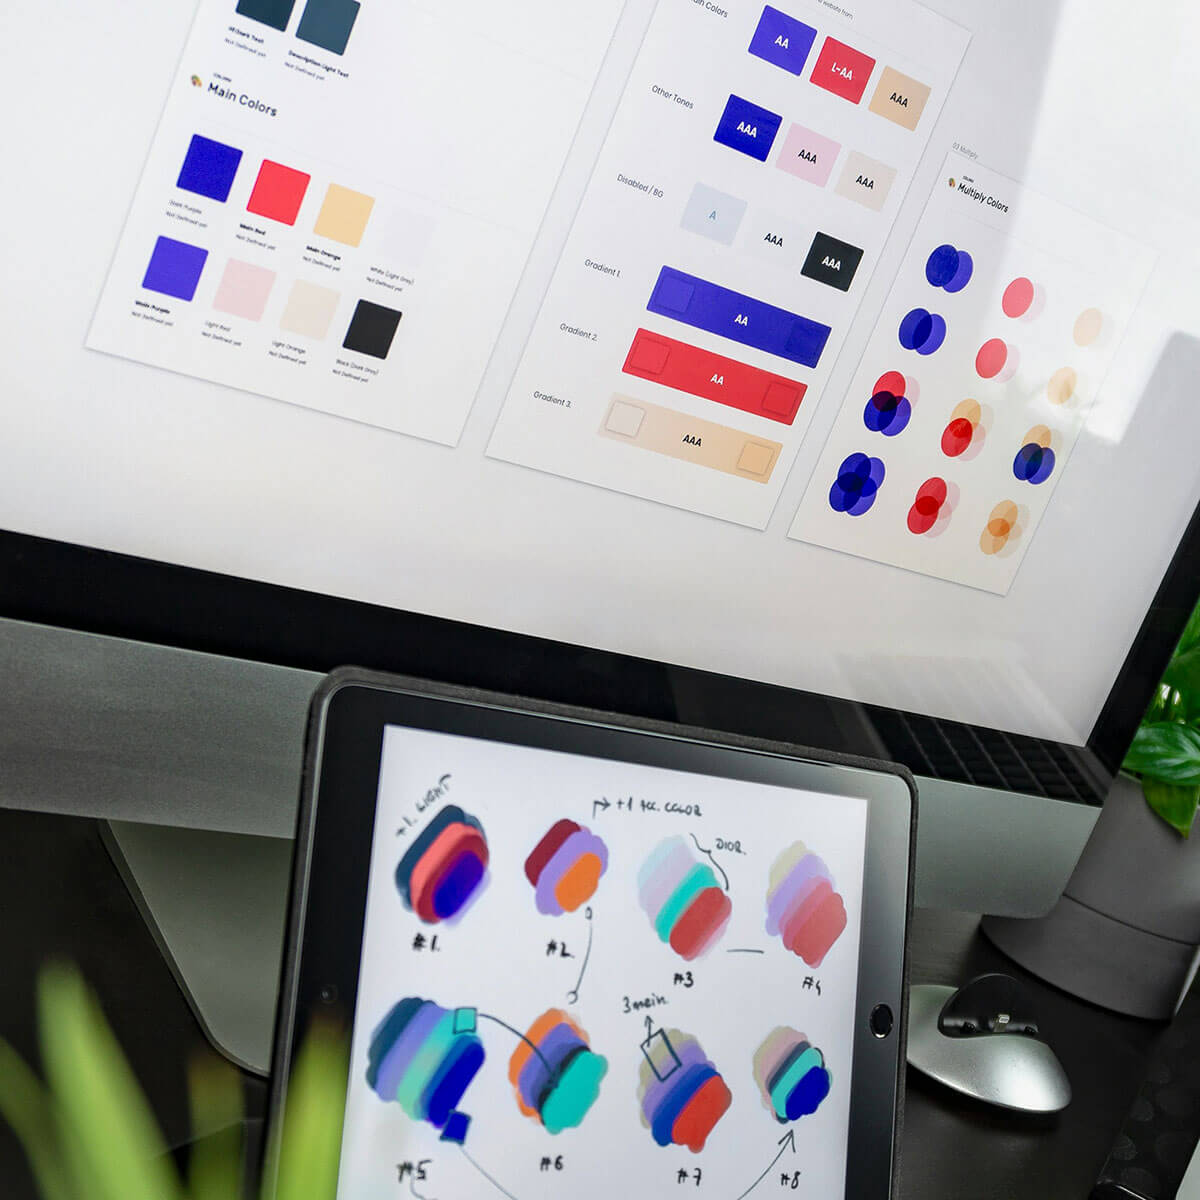 #1(Dark Text
Not Defined yet
Description Light Text
Not Defined yet
COLORS
Main Colors
Dark Purple
Not Defined yet
Main Red
Not Defined yet
Main Orange
Not Defined yet
White (Light Grey)
Not Defined yet
Main Purple
Not Defined yet
Light Red
Not Defined yet
Light Orange
Not Defined yet
Black (Dark Grey)
Not Defined yet
website from
Main Colors
AA
L-AA
AAA
Other Tones
AAA
AAA
AAA
Disabled / BG
A
AAA
AAA
Gradient 1.
AA
Gradient 2.
AA
Gradient 3.
AAA
03 Multiply
COLORS
Multiply Colors
+1. LIGHT
+1 ACC. COLOR
DIOR.
#1.
#2.
#3
#4
3 main.
#5
#6
#7
#8